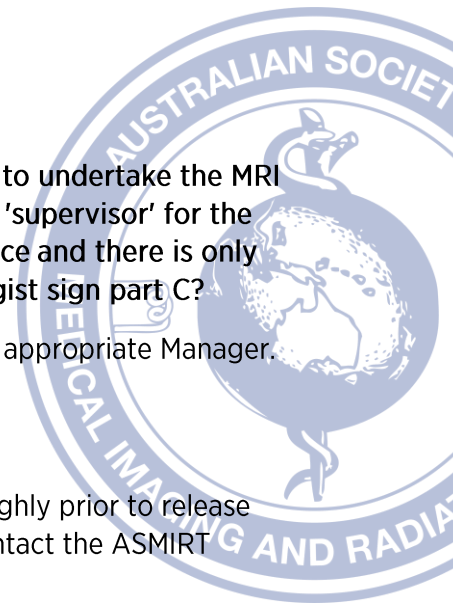 AUSTRALIAN SOCIET
to undertake the MRI
'supervisor' for the
ce and there is only
gist sign part C?
appropriate Manager.
ghly prior to release
ntact the ASMIRT
MEDICAL IMAGING AND RADIA